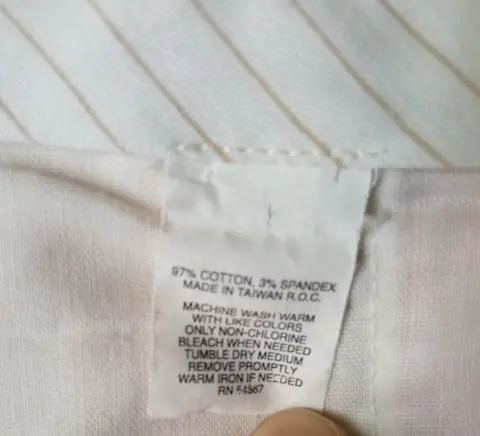 97% COTTON, 3% SPANDEX
MADE IN TAIWAN R.O.C.
MACHINE WASH WARM
WITH LIKE COLORS
ONLY NON-CHLORINE
BLEACH WHEN NEEDED
TUMBLE DRY MEDIUM
REMOVE PROMPTLY
WARM IRON IF NEEDED
RN